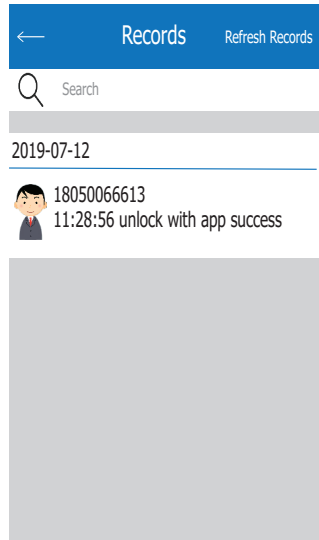 Records Refresh Records
Search
2019-07-12
18050066613
11:28:56 unlock with app success